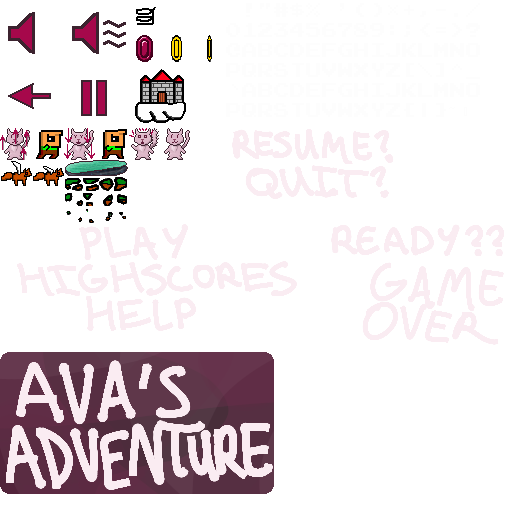 RESUME?
QUIT?
PLAY
HIGHSCORES
HELP
READY??
GAME
OVER
AVA'S
ADVENTURE